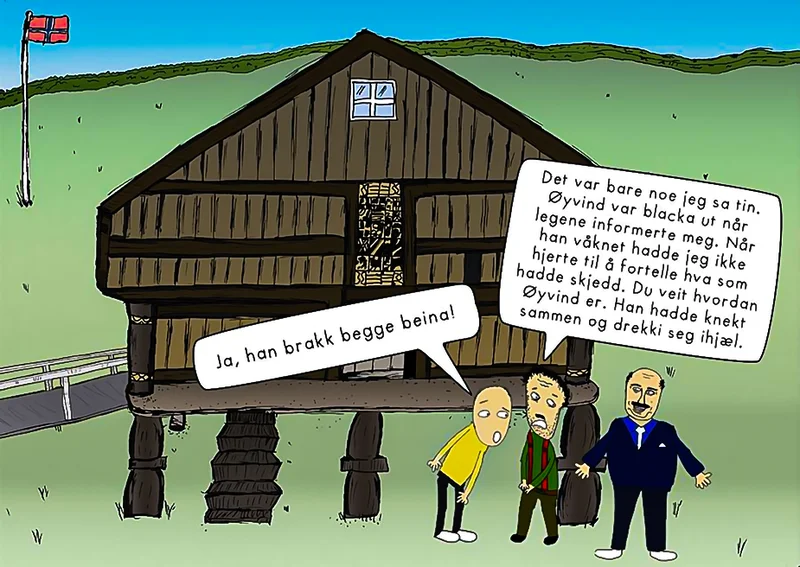 Ja, han brakk begge beina!
Det var bare noe jeg sa tin.
Øyvind var blacka ut når
legene informerte meg. Når
han våknet hadde jeg ikke
hjerte til å fortelle hva som
hadde skjedd. Du veit hvordan
Øyvind er. Han hadde knekt
sammen og drekki seg ihjæl.